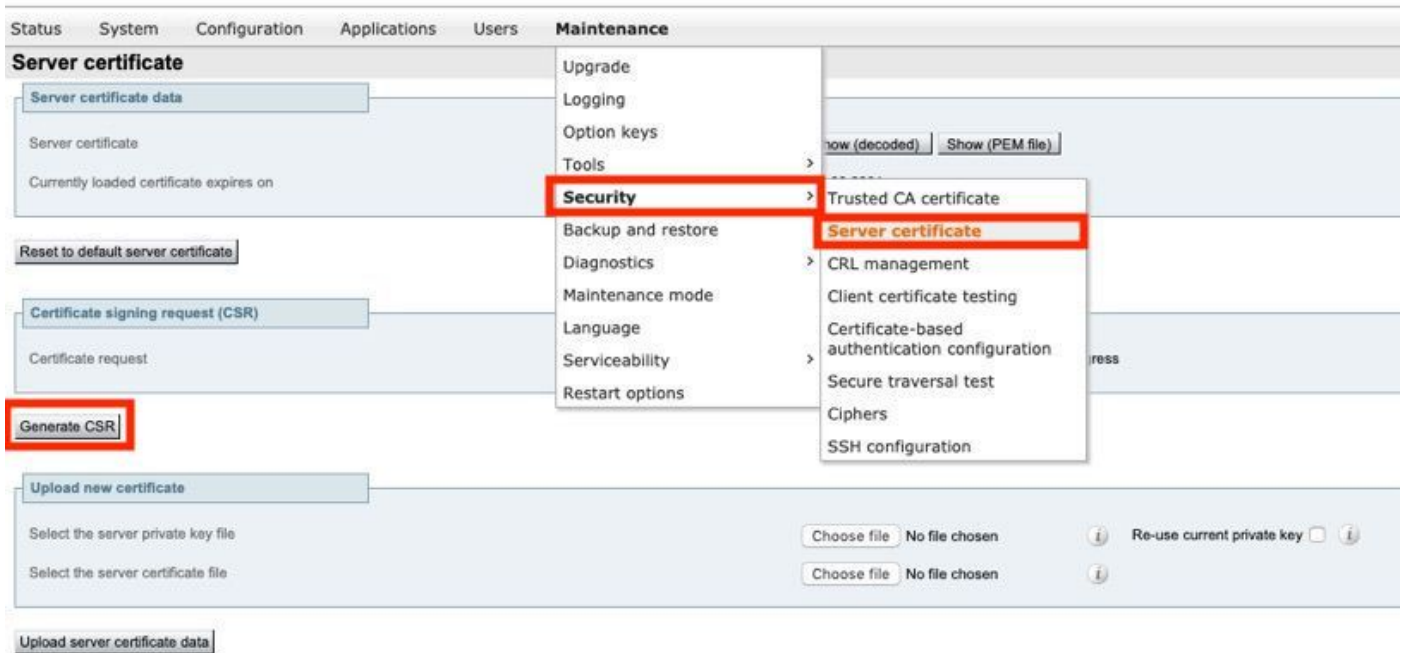 Status System Configuration Applications Users Maintenance
Server certificate
Server certificate data
Server certificate
Show (decoded) Show (PEM file)
Currently loaded certificate expires on
Reset to default server certificate
Certificate signing request (CSR)
Certificate request
Generate CSR
Upload new certificate
Select the server private key file
Choose file No file chosen
i
Re-use current private key
i
Select the server certificate file
Choose file No file chosen
i
Upload server certificate data
Upgrade
Logging
Option keys
Tools >
Security >
Backup and restore
Diagnostics >
Maintenance mode
Language
Serviceability >
Restart options
Trusted CA certificate
Server certificate
CRL management
Client certificate testing
Certificate-based
authentication configuration
Secure traversal test
Ciphers
SSH configuration